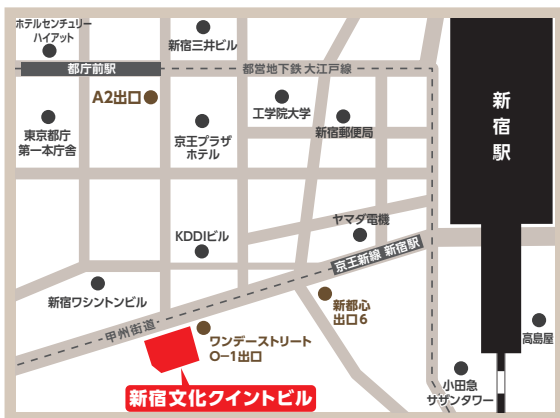 ホテルセンチュリー
ハイアット
新宿三井ビル
都庁前駅
都営地下鉄 大江戸線
A2出口
東京都庁
第一本庁舎
京王プラザ
ホテル
工学院大学
新宿郵便局
新宿駅
ヤマダ電機
KDDIビル
京王新線 新宿駅
新宿ワシントンビル
甲州街道
新都心
出口6
ワンデーストリート
O-1出口
高島屋
小田急
サザンタワー
新宿文化クイントビル